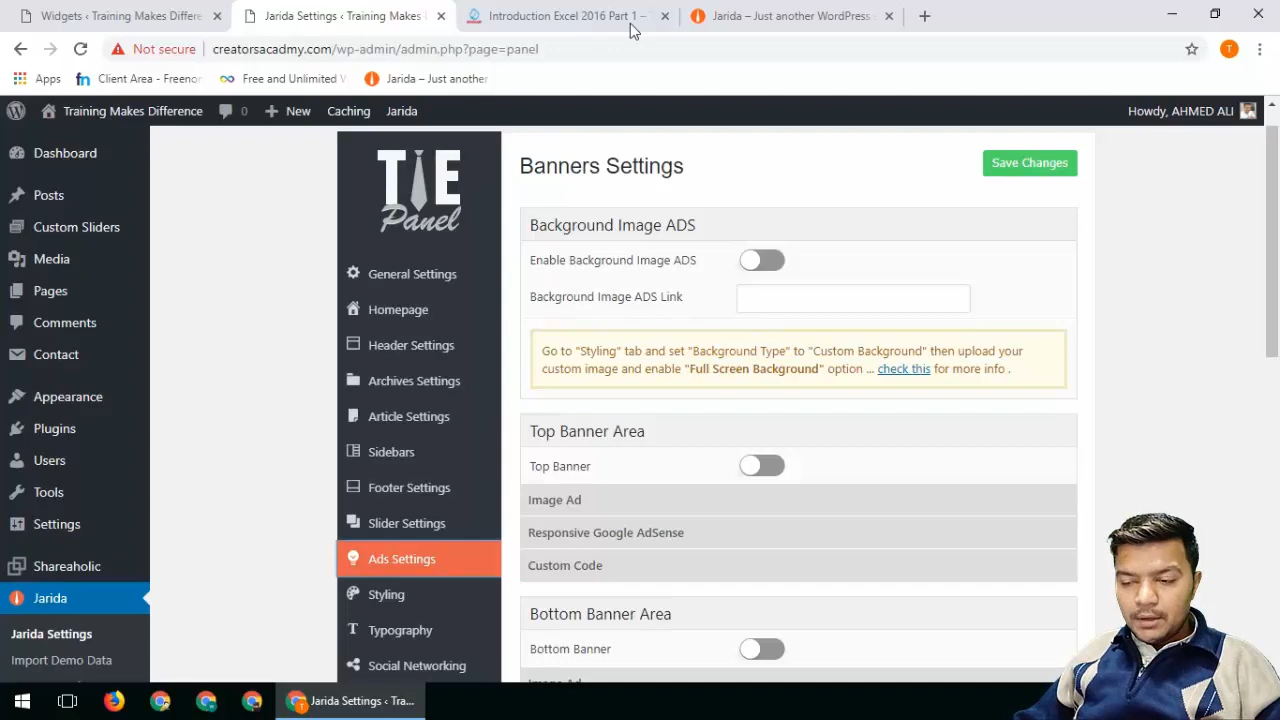 Widgets ‹ Training Makes Differe
Jarida Settings ‹ Training Makes
Introduction Excel 2016 Part 1 –
Jarida – Just another WordPress
Not secure
creatorsacadmy.com/wp-admin/admin.php?page=panel
T
Apps
fn
Client Area - Freenor
Free and Unlimited
Jarida – Just another
Training Makes Difference
0
New
Caching
Jarida
Howdy, AHMED ALI
Dashboard
Posts
Custom Sliders
Media
Pages
Comments
Contact
Appearance
Plugins
Users
Tools
Settings
Shareaholic
Jarida
Jarida Settings
Import Demo Data
TIE
Panel
General Settings
Homepage
Header Settings
Archives Settings
Article Settings
Sidebars
Footer Settings
Slider Settings
Ads Settings
Styling
Typography
Social Networking
Banners Settings
Save Changes
Background Image ADS
Enable Background Image ADS
Background Image ADS Link
Go to "Styling" tab and set "Background Type" to "Custom Background" then upload your
custom image and enable "Full Screen Background" option ... check this for more info .
Top Banner Area
Top Banner
Image Ad
Responsive Google AdSense
Custom Code
Bottom Banner Area
Bottom Banner
Jarida Settings ‹ Tra...